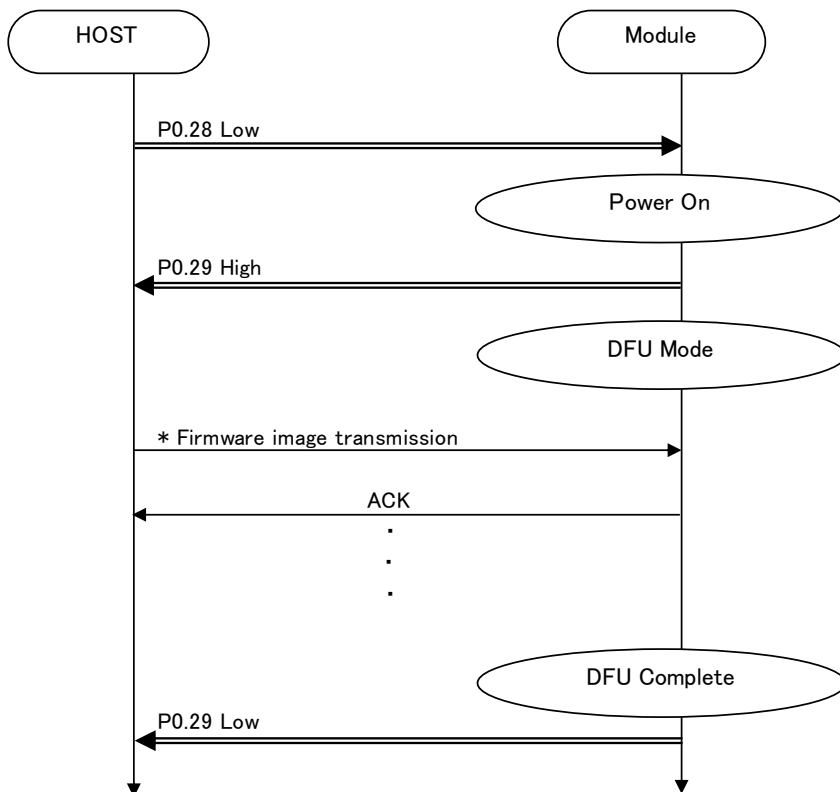 HOST
Module
P0.28 Low
Power On
P0.29 High
DFU Mode
* Firmware image transmission
ACK
DFU Complete
P0.29 Low